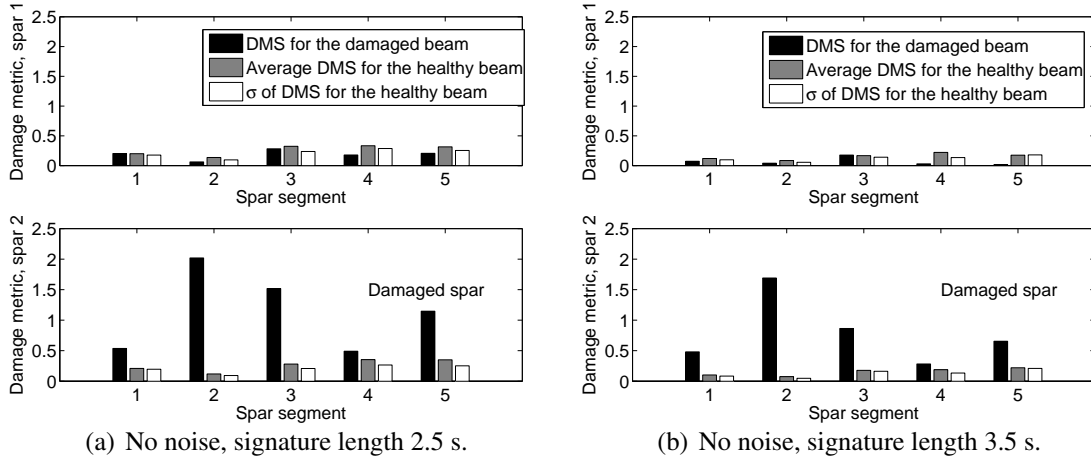 Damage metric, spar 1
2.5
2
1.5
1
0.5
0
DMS for the damaged beam
Average DMS for the healthy beam
σ of DMS for the healthy beam
1 2 3 4 5
Spar segment
Damage metric, spar 2
2.5
2
1.5
1
0.5
0
Damaged spar
1 2 3 4 5
Spar segment
(a) No noise, signature length 2.5 s.
Damage metric, spar 1
2.5
2
1.5
1
0.5
0
DMS for the damaged beam
Average DMS for the healthy beam
σ of DMS for the healthy beam
1 2 3 4 5
Spar segment
Damage metric, spar 2
2.5
2
1.5
1
0.5
0
Damaged spar
1 2 3 4 5
Spar segment
(b) No noise, signature length 3.5 s.